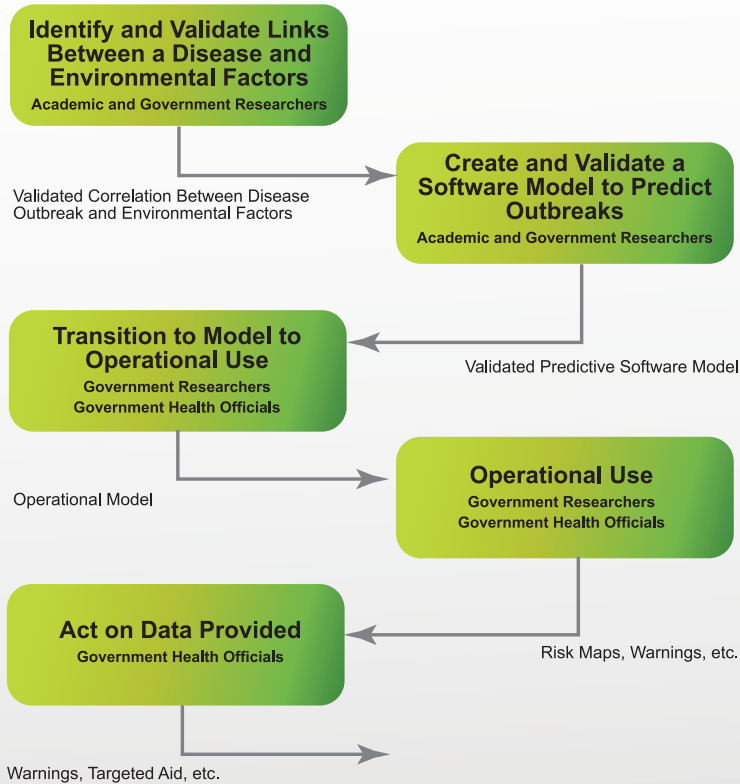 Identify and Validate Links
Between a Disease and
Environmental Factors
Academic and Government Researchers
Validated Correlation Between Disease
Outbreak and Environmental Factors
Create and Validate a
Software Model to Predict
Outbreaks
Academic and Government Researchers
Validated Predictive Software Model
Transition to Model to
Operational Use
Government Researchers
Government Health Officials
Operational Model
Operational Use
Government Researchers
Government Health Officials
Risk Maps, Warnings, etc.
Act on Data Provided
Government Health Officials
Warnings, Targeted Aid, etc.